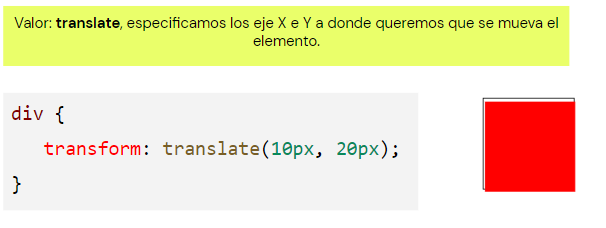 Valor: translate, especificamos los eje X e Y a donde queremos que se mueva el
elemento.
div {
transform: translate(10px, 20px);
}